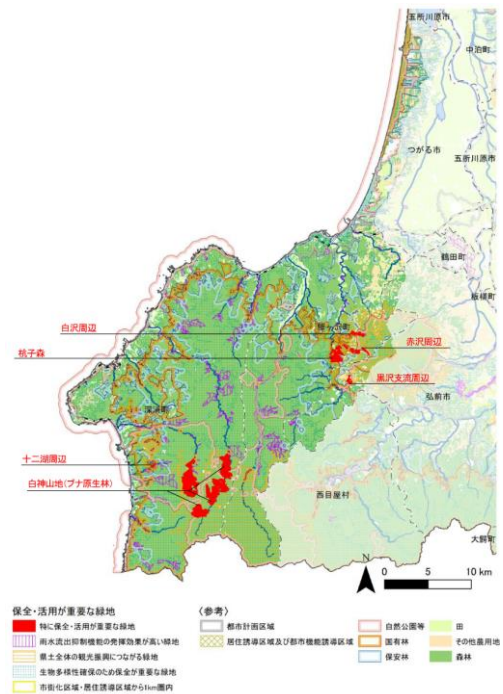 五所川原市
中泊町
つがる市
五所川原市
鶴田町
板柳町
白沢周辺
鰺ヶ沢町
赤沢周辺
杭子森
黒沢支流周辺
弘前市
深浦町
十二湖周辺
白神山地(ブナ原生林)
西目屋村
大鰐町
N
0 5 10 km
保全・活用が重要な緑地
特に保全・活用が重要な緑地
雨水流出抑制機能の発揮効果が高い緑地
県土全体の観光振興につながる緑地
生物多様性確保のため保全が重要な緑地
市街化区域・居住誘導区域から1km圏内
〈参考〉
都市計画区域
居住誘導区域及び都市機能誘導区域
自然公園等
国有林
保安林
田
その他農用地
森林